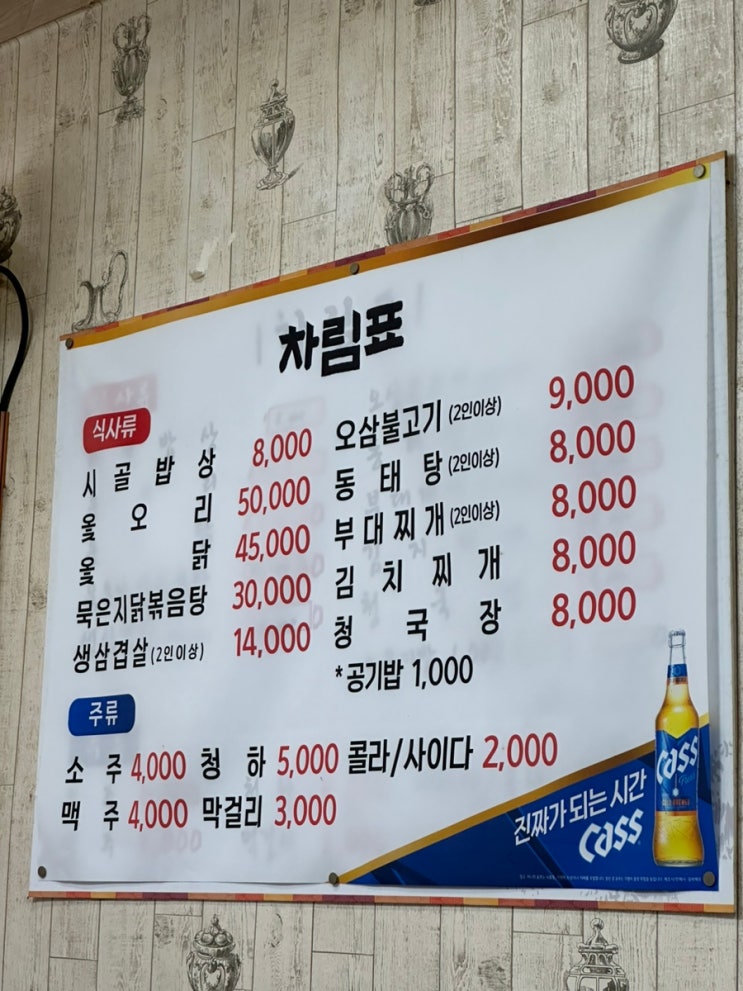 차림표
식사류
시골밥상 8,000
옻오리 50,000
옻닭 45,000
묵은지닭볶음탕 30,000
생삼겹살(2인이상) 14,000
오삼불고기(2인이상) 9,000
동태탕(2인이상) 8,000
부대찌개(2인이상) 8,000
김치찌개 8,000
청국장 8,000
*공기밥 1,000
주류
소주 4,000 청하 5,000 콜라/사이다 2,000
맥주 4,000 막걸리 3,000
진짜가 되는 시간
Cass
Cass